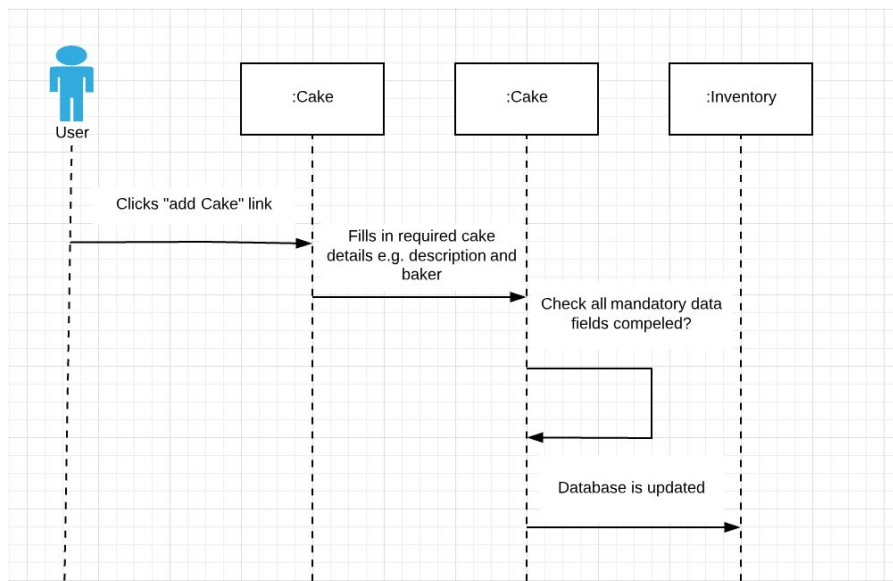 :Cake
:Cake
:Inventory
User
Clicks "add Cake" link
Fills in required cake
details e.g. description and
baker
Check all mandatory data
fields compeled?
Database is updated